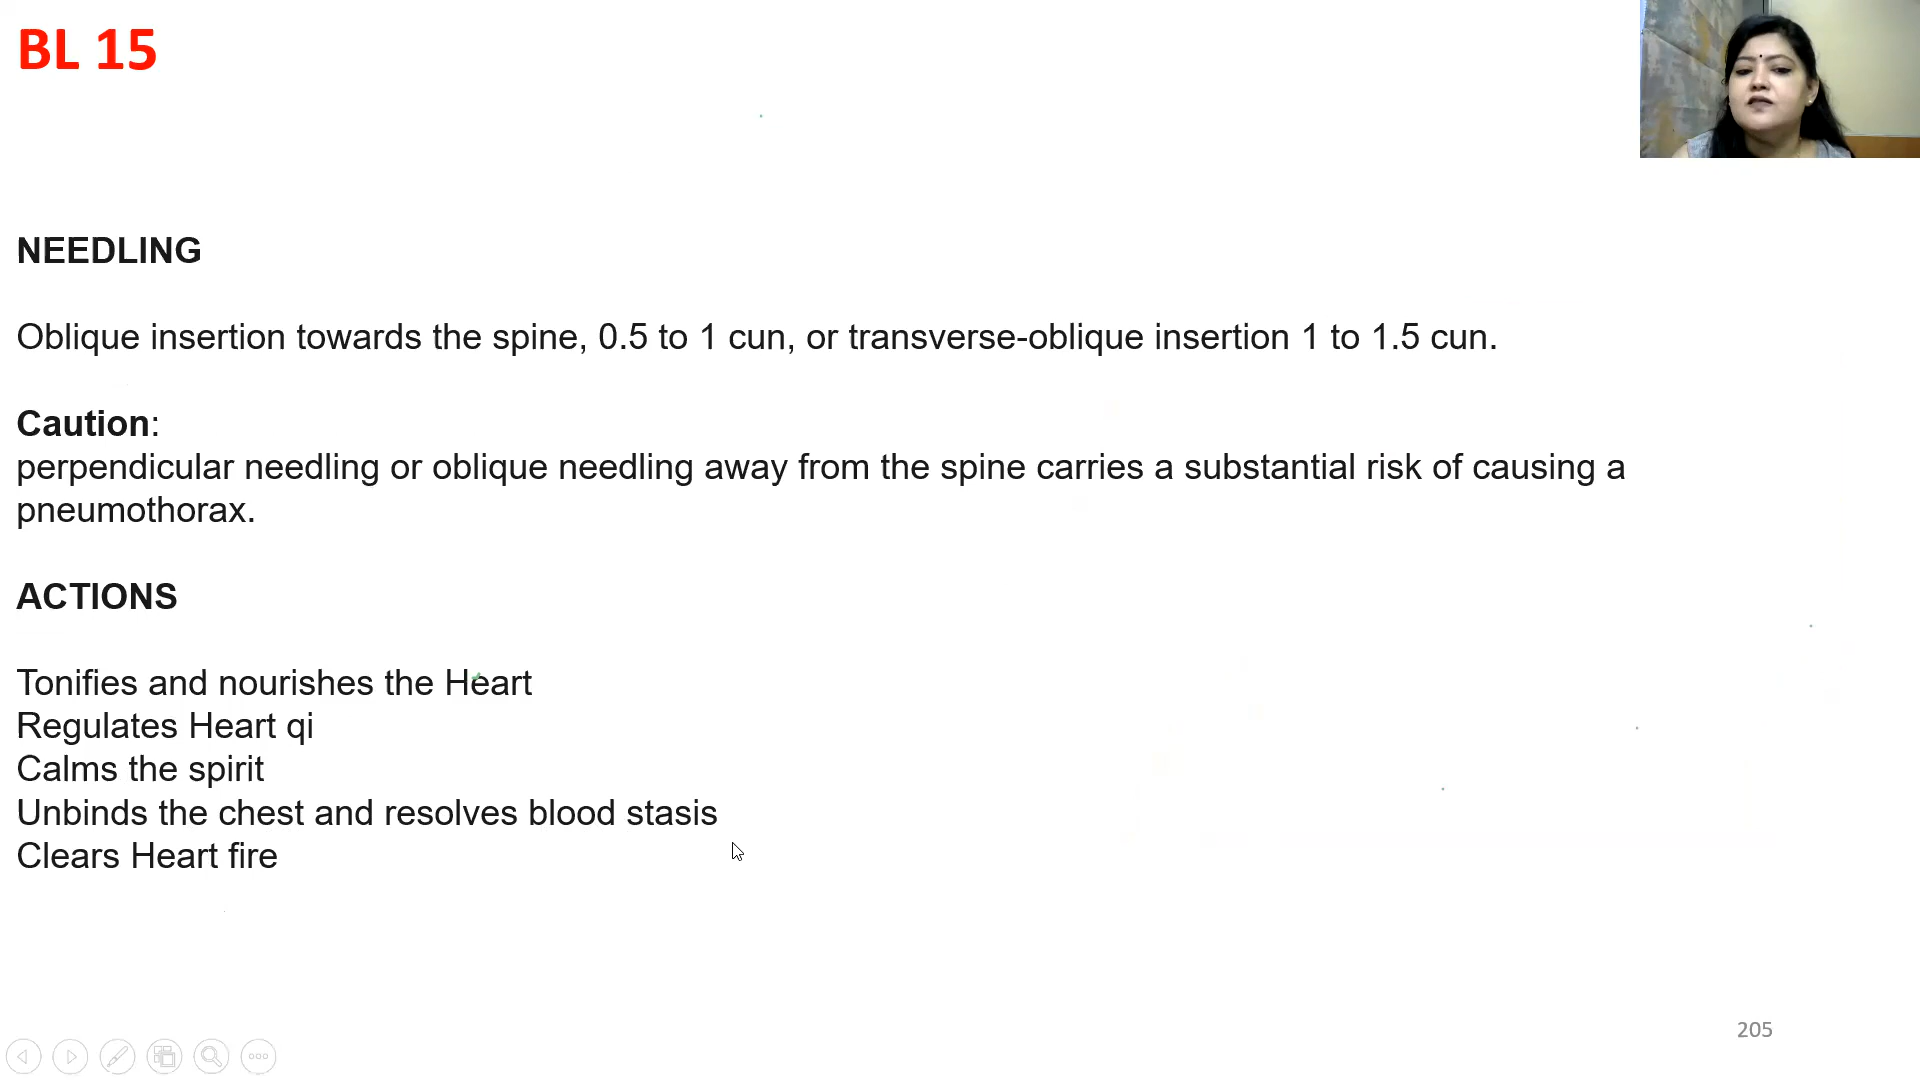 BL 15
NEEDLING
Oblique insertion towards the spine, 0.5 to 1 cun, or transverse-oblique insertion 1 to 1.5 cun.
Caution:
perpendicular needling or oblique needling away from the spine carries a substantial risk of causing a
pneumothorax.
ACTIONS
Tonifies and nourishes the Heart
Regulates Heart qi
Calms the spirit
Unbinds the chest and resolves blood stasis
Clears Heart fire
205